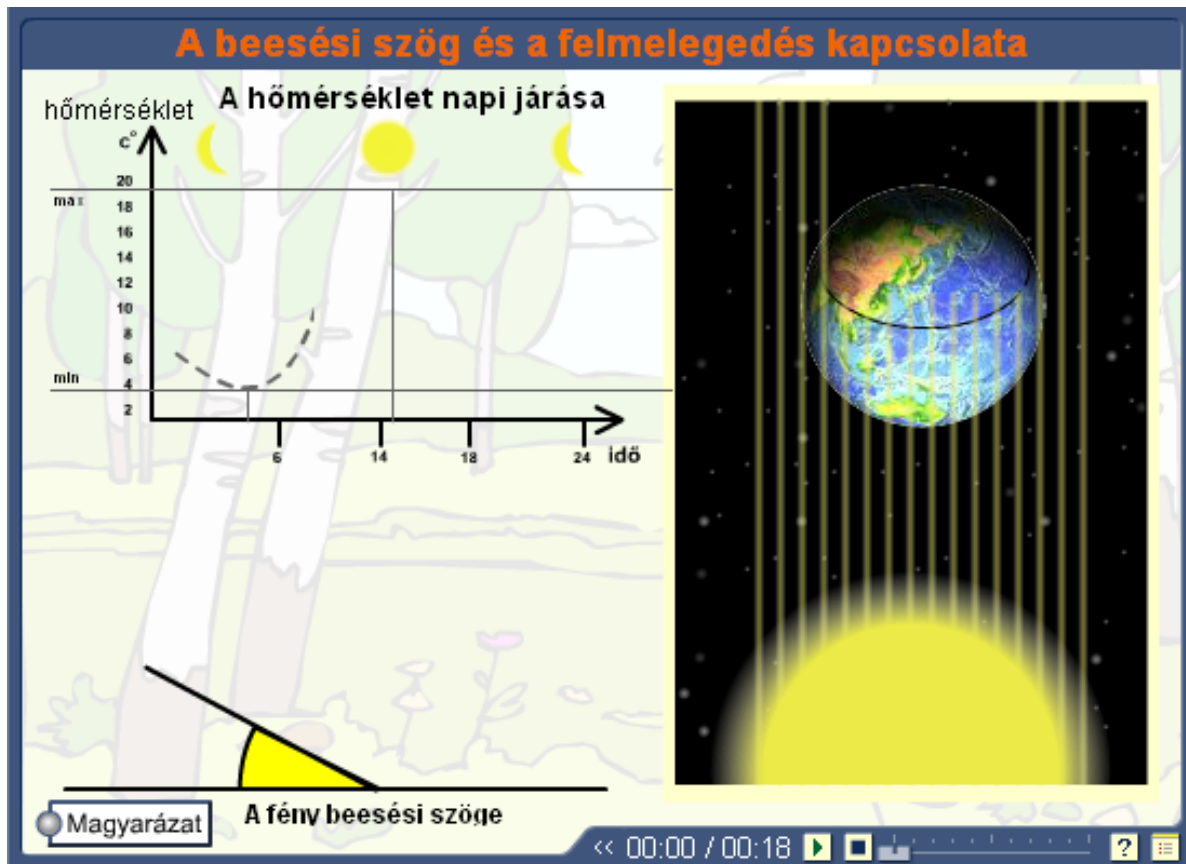 A beesési szög és a felmelegedés kapcsolata
hőmérséklet
A hőmérséklet napi járása
c°
20
max
18
16
14
12
10
8
6
min
4
2
6 14 18 24 idő
A fény beesési szöge
Magyarázat
<< 00:00 / 00:18 ?